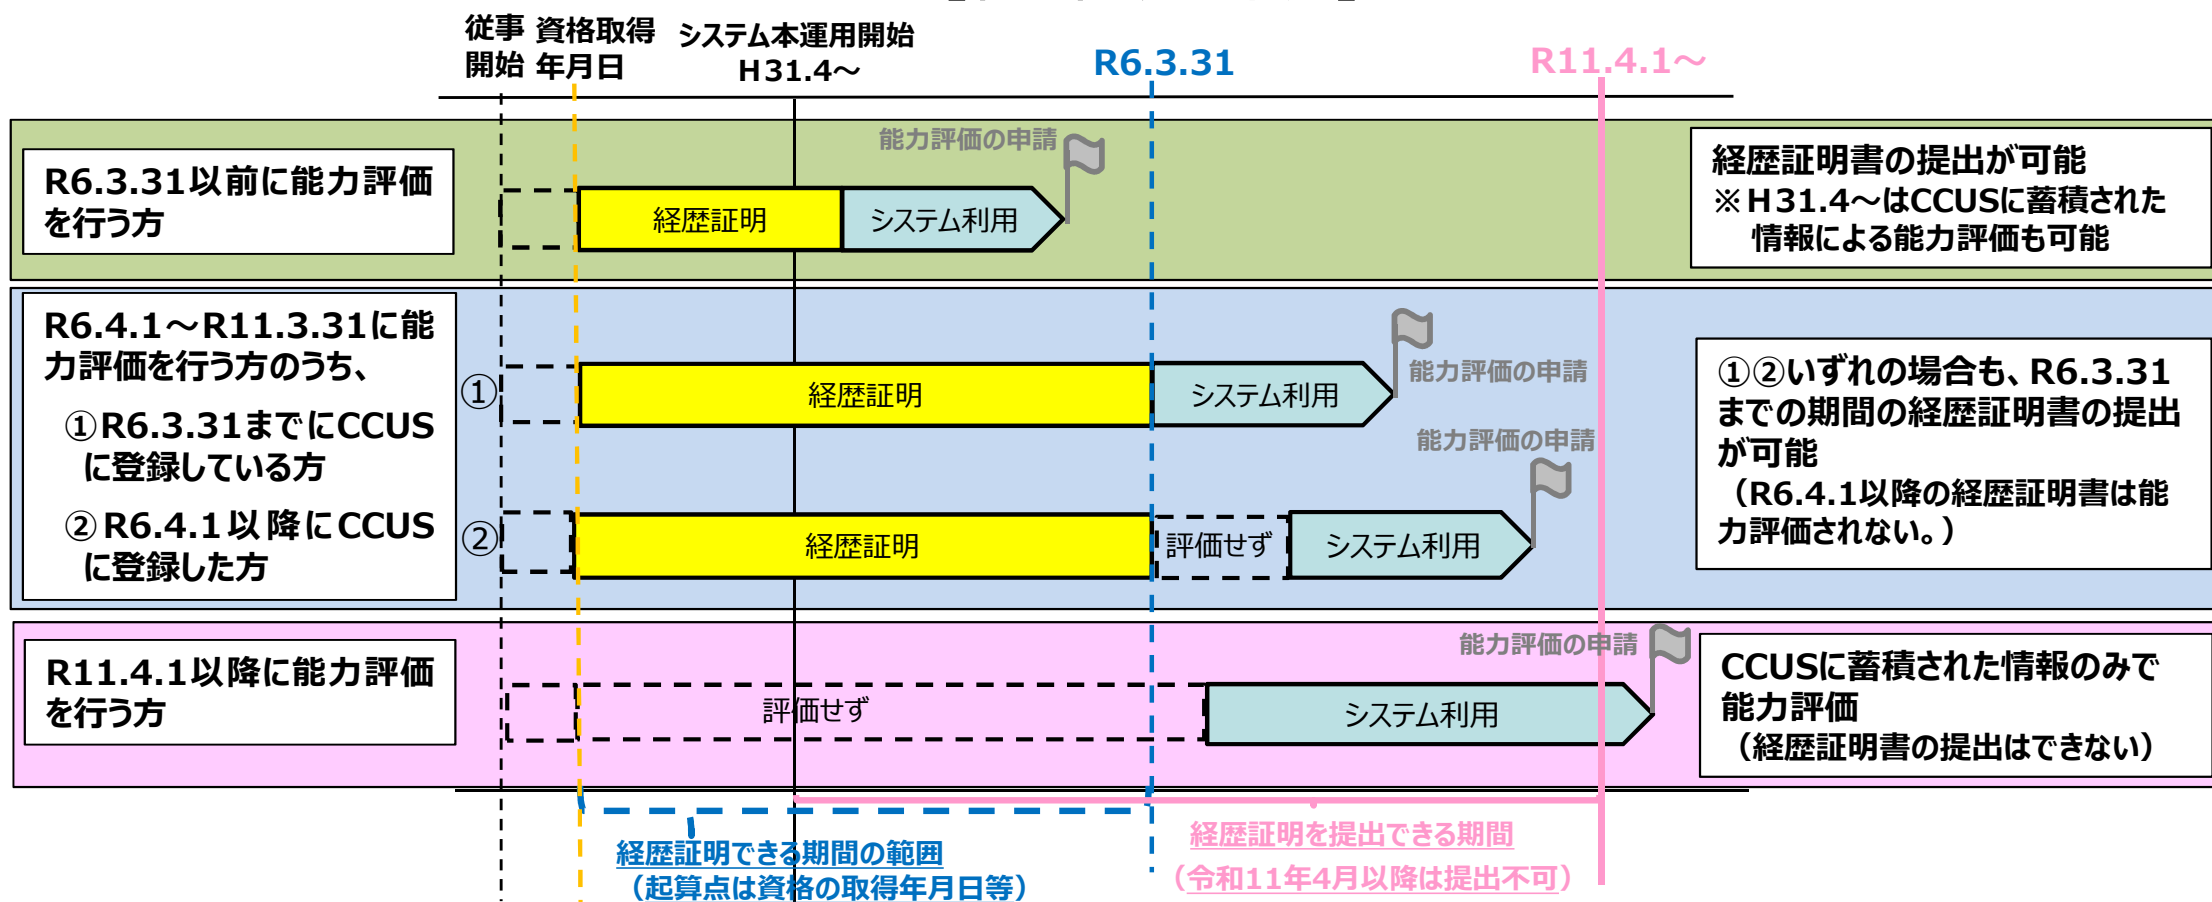 従事
開始
資格取得
年月日
システム本運用開始
H31.4～
R6.3.31
R11.4.1～
R6.3.31以前に能力評価
を行う方
経歴証明
システム利用
能力評価の申請
経歴証明書の提出が可能
※H31.4～はCCUSに蓄積された
情報による能力評価も可能
R6.4.1～R11.3.31に能
力評価を行う方のうち、
①R6.3.31までにCCUS
に登録している方
②R6.4.1以降にCCUS
に登録した方
①
経歴証明
システム利用
能力評価の申請
②
経歴証明
評価せず
システム利用
能力評価の申請
①②いずれの場合も、R6.3.31
までの期間の経歴証明書の提出
が可能
（R6.4.1以降の経歴証明書は能
力評価されない。）
R11.4.1以降に能力評価
を行う方
評価せず
システム利用
能力評価の申請
CCUSに蓄積された情報のみで
能力評価
（経歴証明書の提出はできない）
経歴証明できる期間の範囲
（起算点は資格の取得年月日等）
経歴証明を提出できる期間
（令和11年4月以降は提出不可）